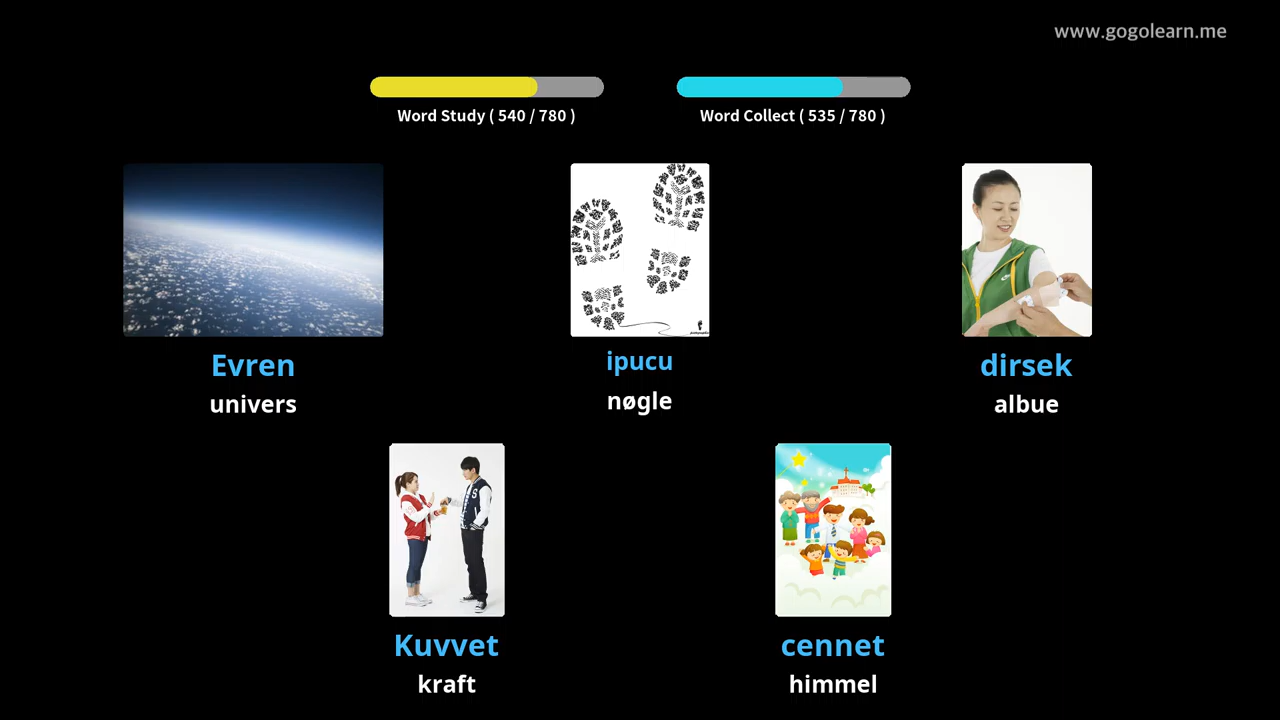 www.gogolearn.me
Word Study ( 540 / 780 )
Word Collect ( 535 / 780 )
Evren
univers
ipucu
nøgle
dirsek
albue
Kuvvet
kraft
cennet
himmel